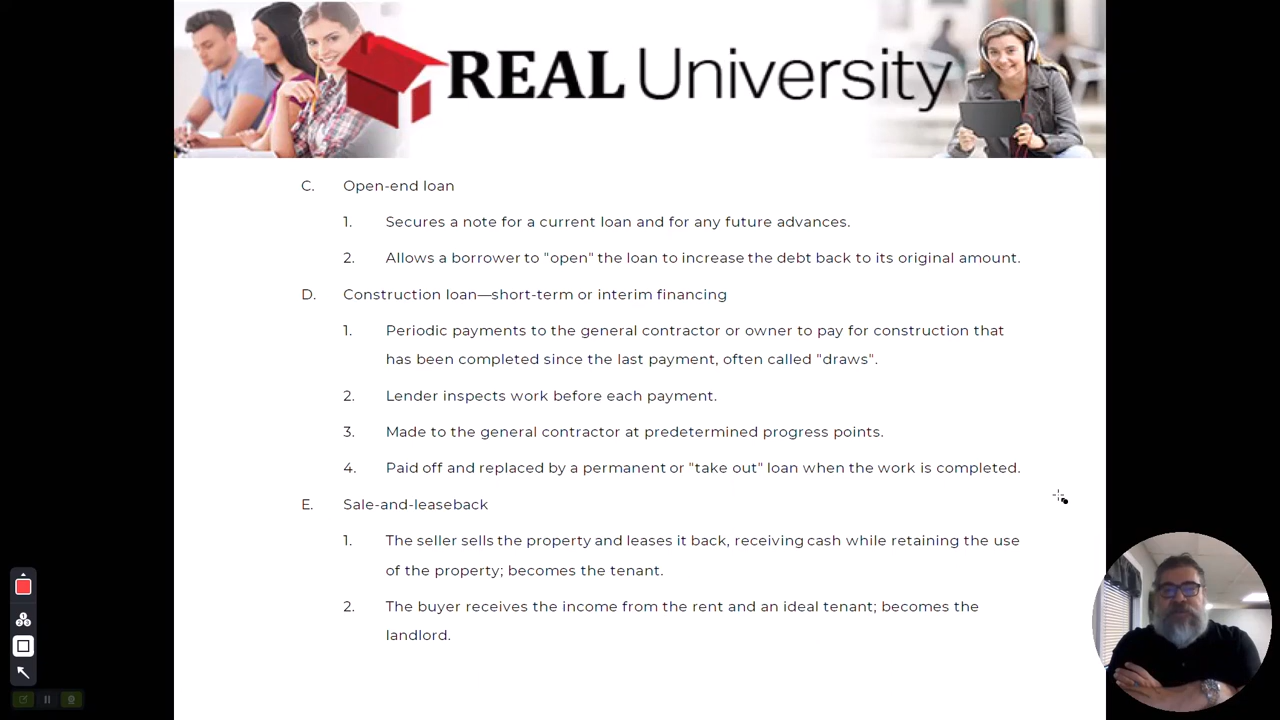 REAL University
C. Open-end loan
1. Secures a note for a current loan and for any future advances.
2. Allows a borrower to "open" the loan to increase the debt back to its original amount.
D. Construction loan—short-term or interim financing
1. Periodic payments to the general contractor or owner to pay for construction that
has been completed since the last payment, often called "draws".
2. Lender inspects work before each payment.
3. Made to the general contractor at predetermined progress points.
4. Paid off and replaced by a permanent or "take out" loan when the work is completed.
E. Sale-and-leaseback
1. The seller sells the property and leases it back, receiving cash while retaining the use
of the property; becomes the tenant.
2. The buyer receives the income from the rent and an ideal tenant; becomes the
landlord.